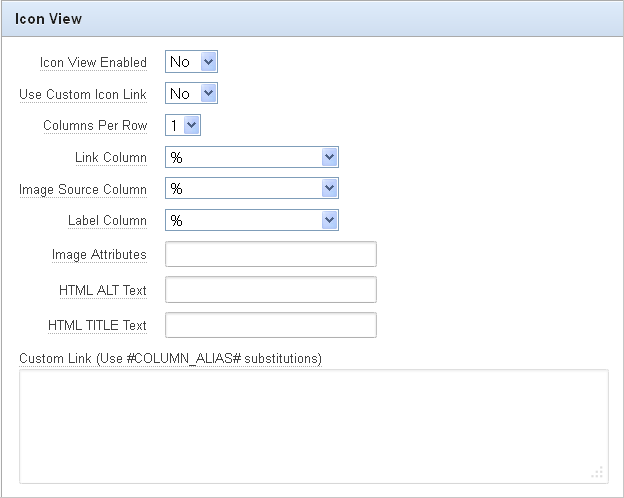 Icon View
Icon View Enabled No
Use Custom Icon Link No
Columns Per Row 1
Link Column %
Image Source Column %
Label Column %
Image Attributes
HTML ALT Text
HTML TITLE Text
Custom Link (Use #COLUMN_ALIAS# substitutions)